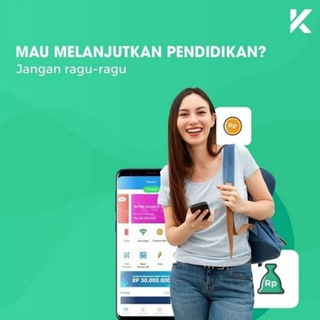 K
MAU MELANJUTKAN PENDIDIKAN?
Jangan ragu-ragu
Rp
RP 30.000.000
Rp